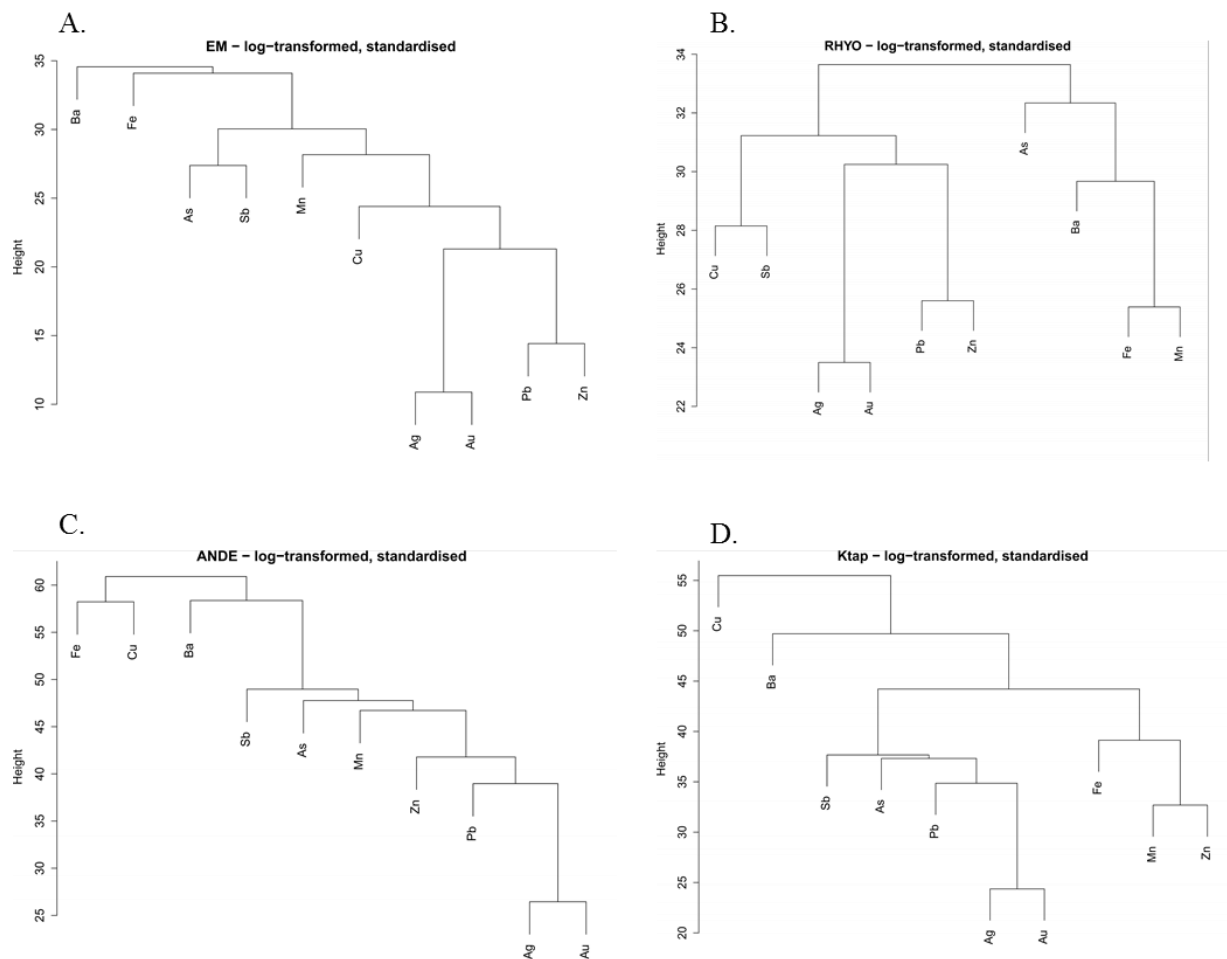 A.
EM − log−transformed, standardised
Height
35
30
25
20
15
10
Ba
Fe
As
Sb
Mn
Cu
Ag
Au
Pb
Zn
B.
RHYO − log−transformed, standardised
Height
34
32
30
28
26
24
22
Cu
Sb
Ag
Au
Pb
Zn
As
Ba
Fe
Mn
C.
ANDE − log−transformed, standardised
Height
60
55
50
45
40
35
30
25
Fe
Cu
Ba
Sb
As
Mn
Zn
Pb
Ag
Au
D.
Ktap − log−transformed, standardised
Height
55
50
45
40
35
30
25
20
Cu
Ba
Sb
As
Pb
Ag
Au
Fe
Mn
Zn